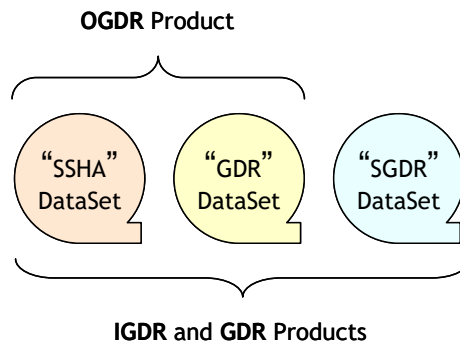 OGDR Product
“SSHA”
DataSet
“GDR”
DataSet
“SGDR”
DataSet
IGDR and GDR Products